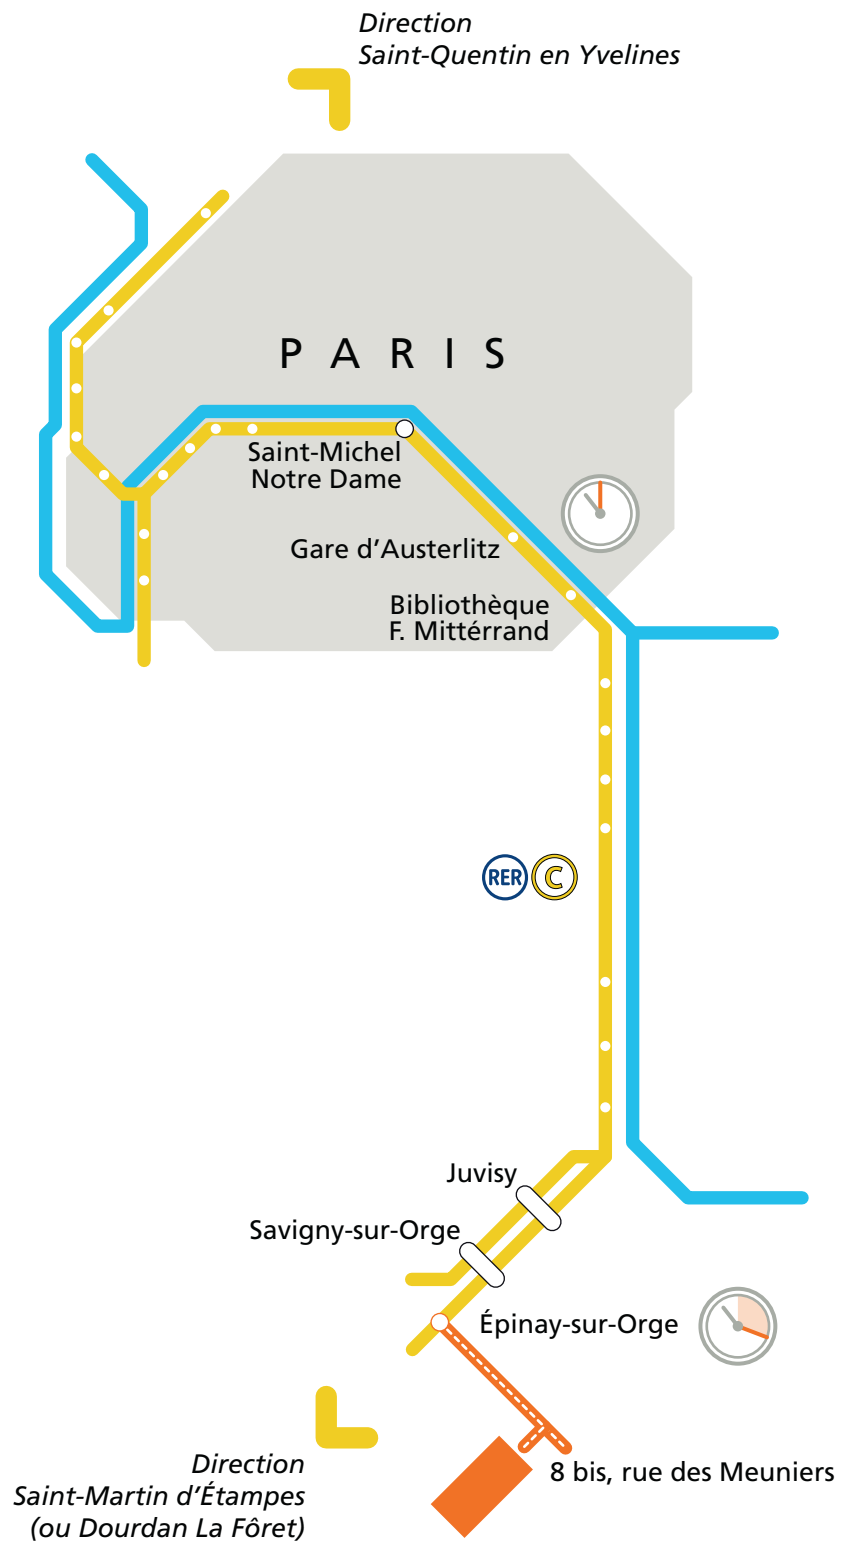 Direction
Saint-Quentin en Yvelines
PARIS
Saint-Michel
Notre Dame
Gare d'Austerlitz
Bibliothèque
F. Mittérrand
RER C
Juvisy
Savigny-sur-Orge
Épinay-sur-Orge
8 bis, rue des Meuniers
Direction
Saint-Martin d'Étampes
(ou Dourdan La Fôret)